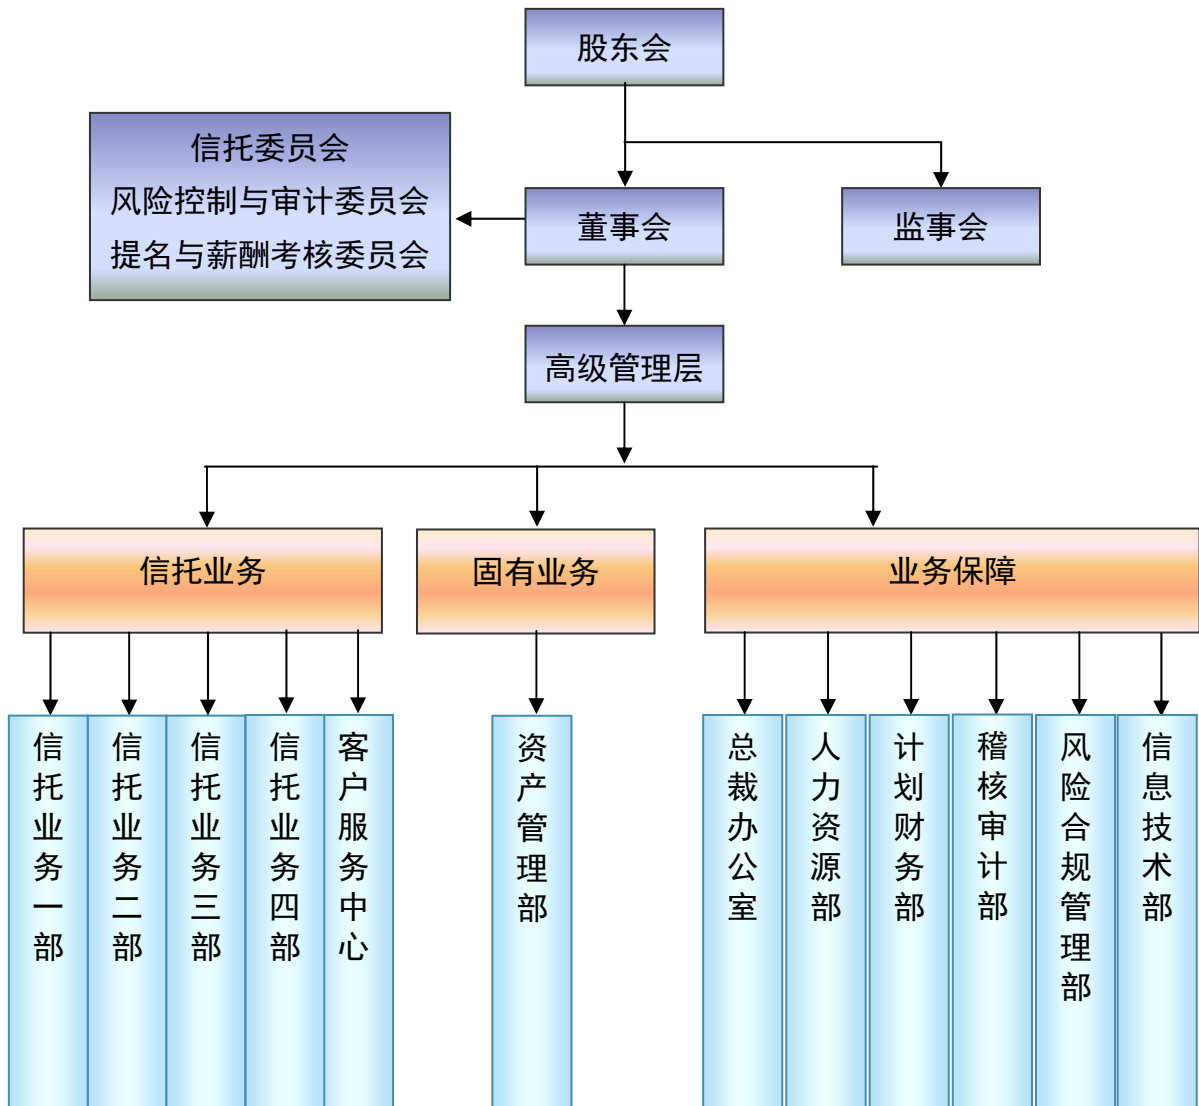 股东会
信托委员会
风险控制与审计委员会
提名与薪酬考核委员会
董事会
监事会
高级管理层
信托业务
固有业务
业务保障
信托业务一部
信托业务二部
信托业务三部
信托业务四部
客户服务中心
资产管理部
总裁办公室
人力资源部
计划财务部
稽核审计部
风险合规管理部
信息技术部